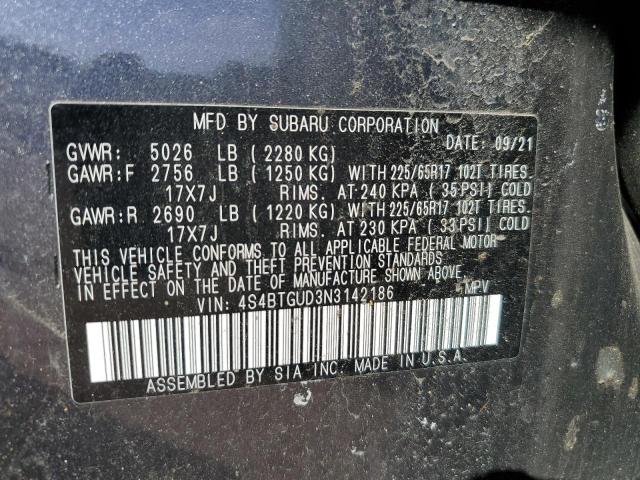 MFD BY SUBARU CORPORATION
DATE: 09/21
GVWR: 5026 LB (2280 KG)
GAWR:F 2756 LB (1250 KG) WITH 225/65R17 102T TIRES.
17X7J RIMS. AT 240 KPA (35 PSI) COLD
GAWR:R 2690 LB (1220 KG) WITH 225/65R17 102T TIRES.
17X7J RIMS. AT 230 KPA (33 PSI) COLD
THIS VEHICLE CONFORMS TO ALL APPLICABLE FEDERAL MOTOR
VEHICLE SAFETY AND THEFT PREVENTION STANDARDS
IN EFFECT ON THE DATE OF MANUFACTURE SHOWN ABOVE.
VIN: 4S4BTGUD3N3142186 MPV
ASSEMBLED BY SIA INC. MADE IN U.S.A.